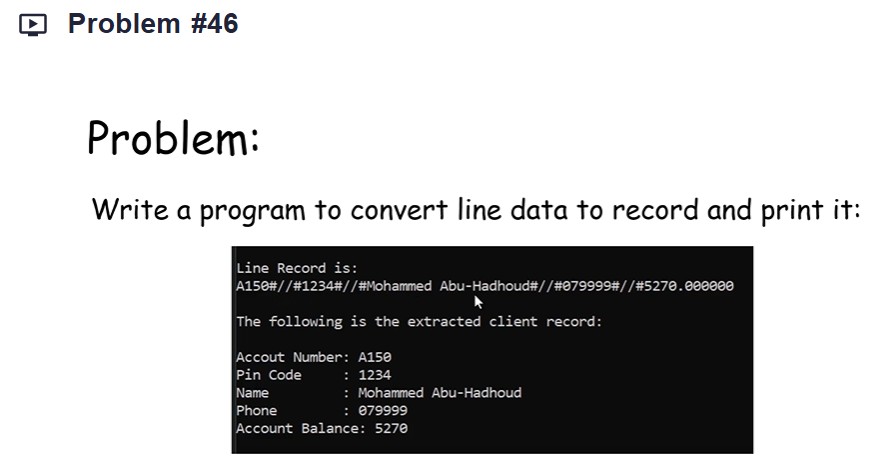 Problem #46
Problem:
Write a program to convert line data to record and print it:
Line Record is:
A150#//#1234#//#Mohammed Abu-Hadhoud#//#079999#//#5270.000000
The following is the extracted client record:
Accout Number: A150
Pin Code     : 1234
Name         : Mohammed Abu-Hadhoud
Phone        : 079999
Account Balance: 5270